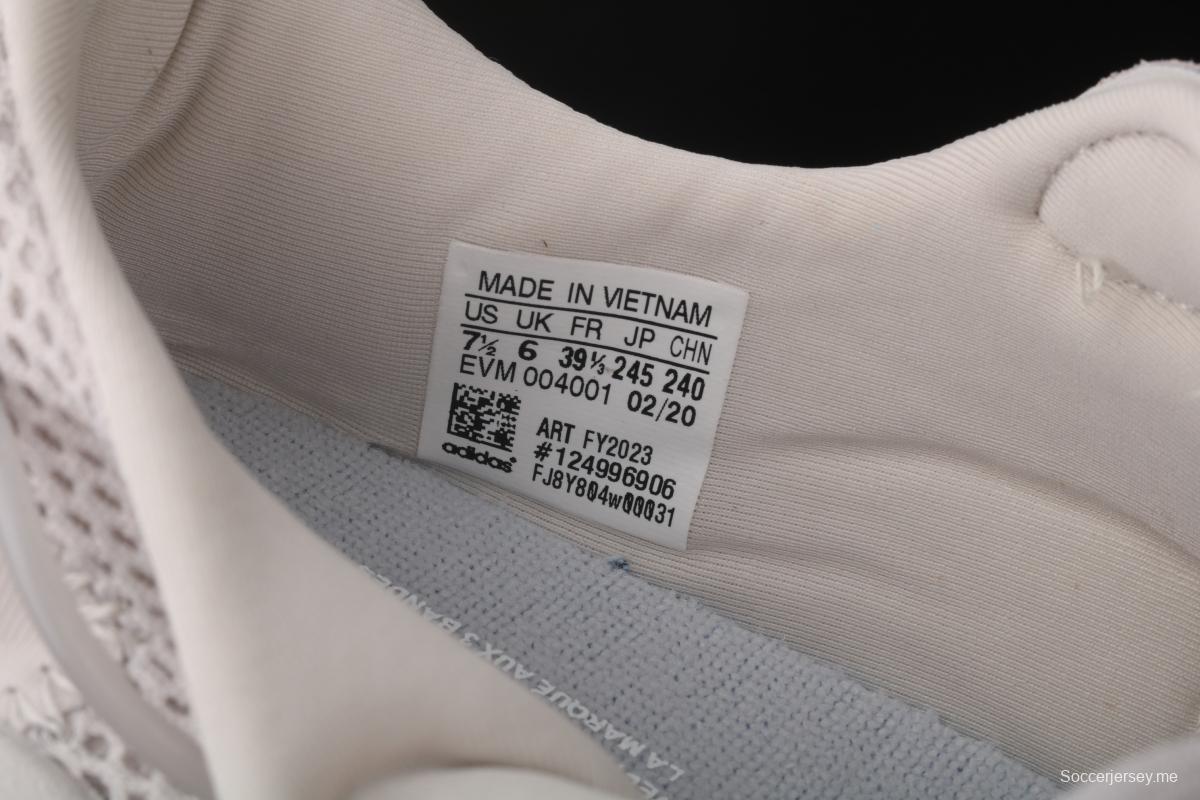 MADE IN VIETNAM
US UK FR JP CHN
7½ 6 39⅓ 245 240
EVM 004001 02/20
adidas
ART FY2023
#124996906
FJ8Y804w00031
LA MARQUE AUX 3 BANDES
Soccerjersey.me